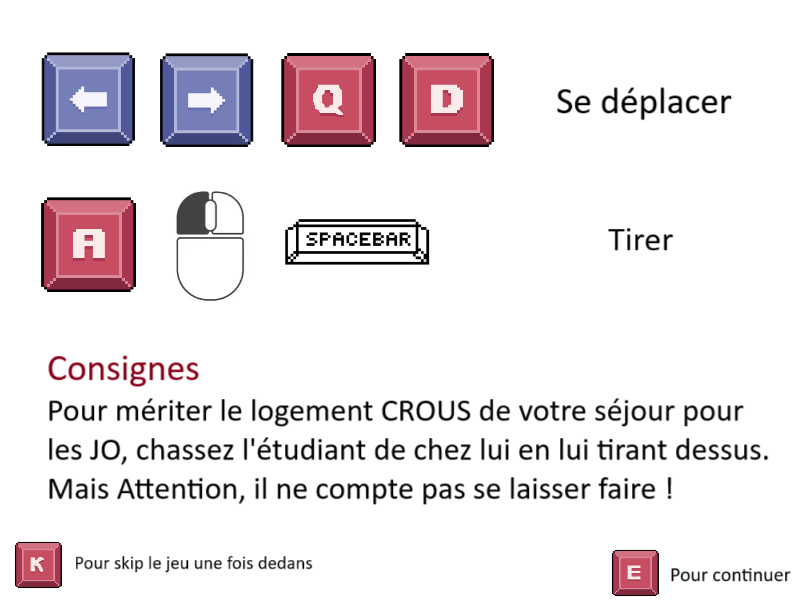 Q D Se déplacer
A SPACEBAR Tirer
Consignes
Pour mériter le logement CROUS de votre séjour pour
les JO, chassez l'étudiant de chez lui en lui tirant dessus.
Mais Attention, il ne compte pas se laisser faire !
K Pour skip le jeu une fois dedans
E Pour continuer